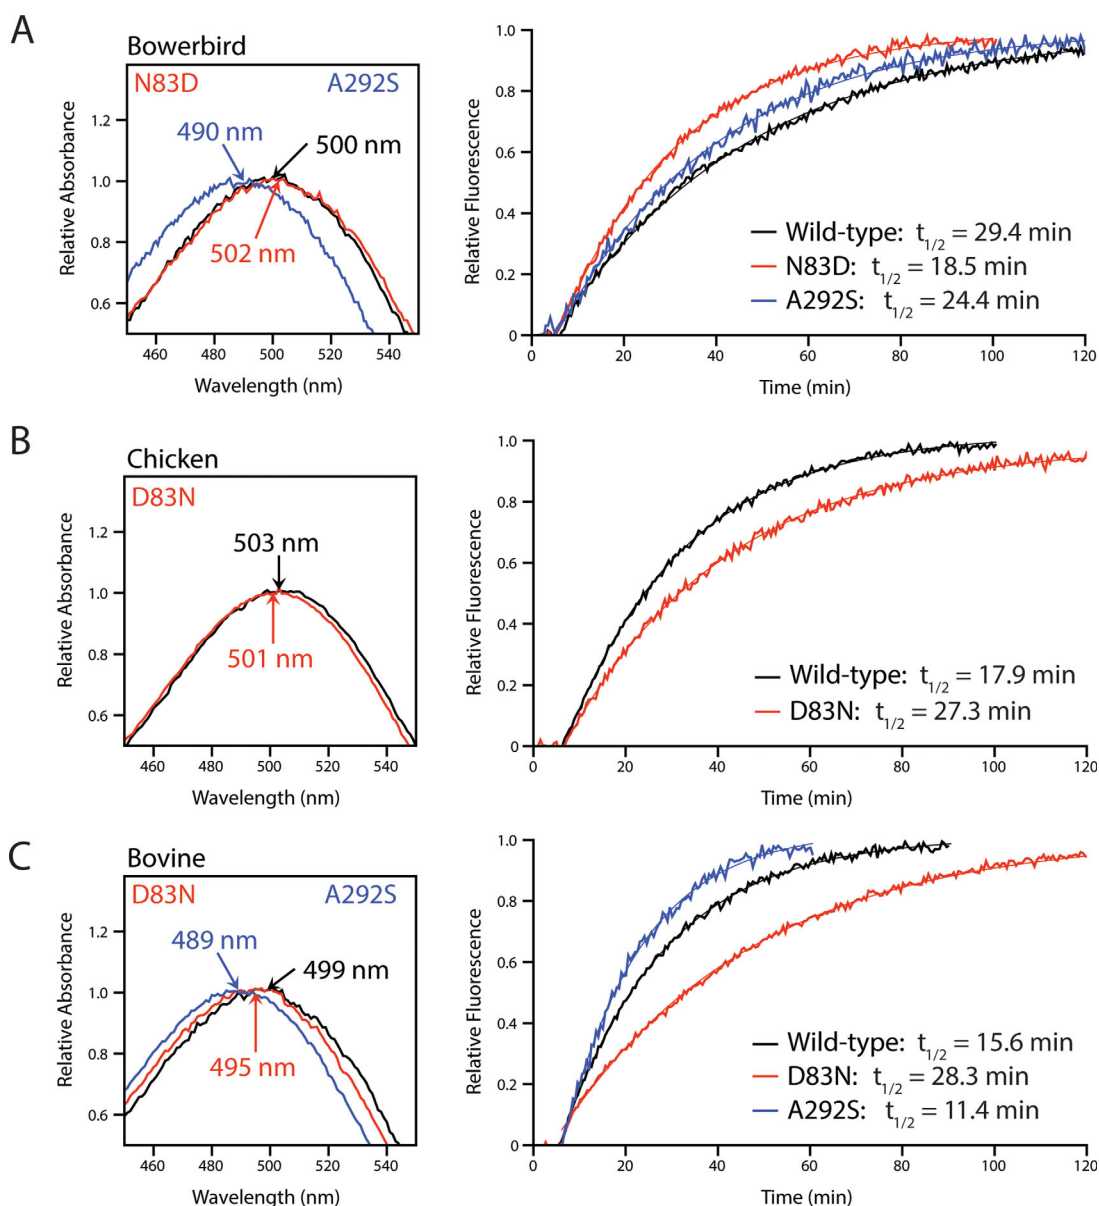 A
Bowerbird
N83D A292S
490 nm
500 nm
502 nm
Relative Absorbance
1.2
1.0
0.8
0.6
460 480 500 520 540
Wavelength (nm)
Relative Fluorescence
1.0
0.8
0.6
0.4
0.2
0
0 20 40 60 80 100 120
Time (min)
Wild-type: t1/2 = 29.4 min
N83D: t1/2 = 18.5 min
A292S: t1/2 = 24.4 min
B
Chicken
D83N
503 nm
501 nm
Relative Absorbance
1.2
1.0
0.8
0.6
460 480 500 520 540
Wavelength (nm)
Relative Fluorescence
1.0
0.8
0.6
0.4
0.2
0
0 20 40 60 80 100 120
Time (min)
Wild-type: t1/2 = 17.9 min
D83N: t1/2 = 27.3 min
C
Bovine
D83N A292S
489 nm
499 nm
495 nm
Relative Absorbance
1.2
1.0
0.8
0.6
460 480 500 520 540
Wavelength (nm)
Relative Fluorescence
1.0
0.8
0.6
0.4
0.2
0
0 20 40 60 80 100 120
Time (min)
Wild-type: t1/2 = 15.6 min
D83N: t1/2 = 28.3 min
A292S: t1/2 = 11.4 min